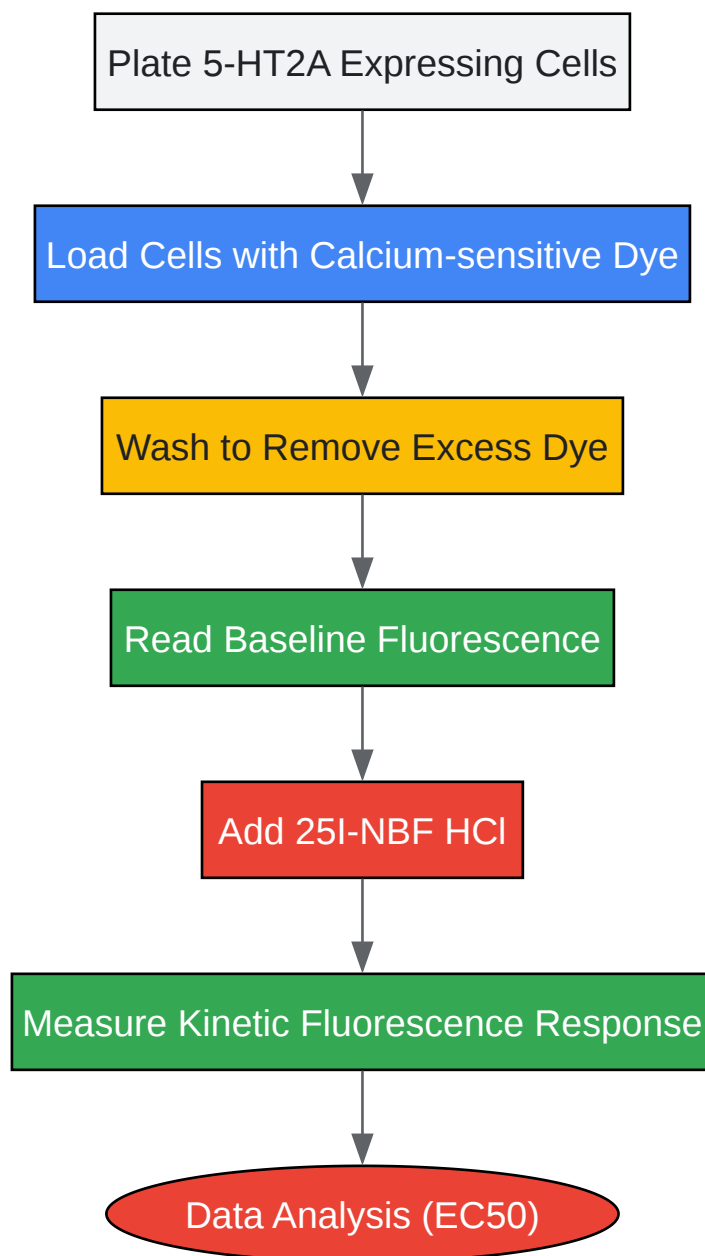 Plate 5-HT2A Expressing Cells
Load Cells with Calcium-sensitive Dye
Wash to Remove Excess Dye
Read Baseline Fluorescence
Add 25I-NBF HCl
Measure Kinetic Fluorescence Response
Data Analysis (EC50)